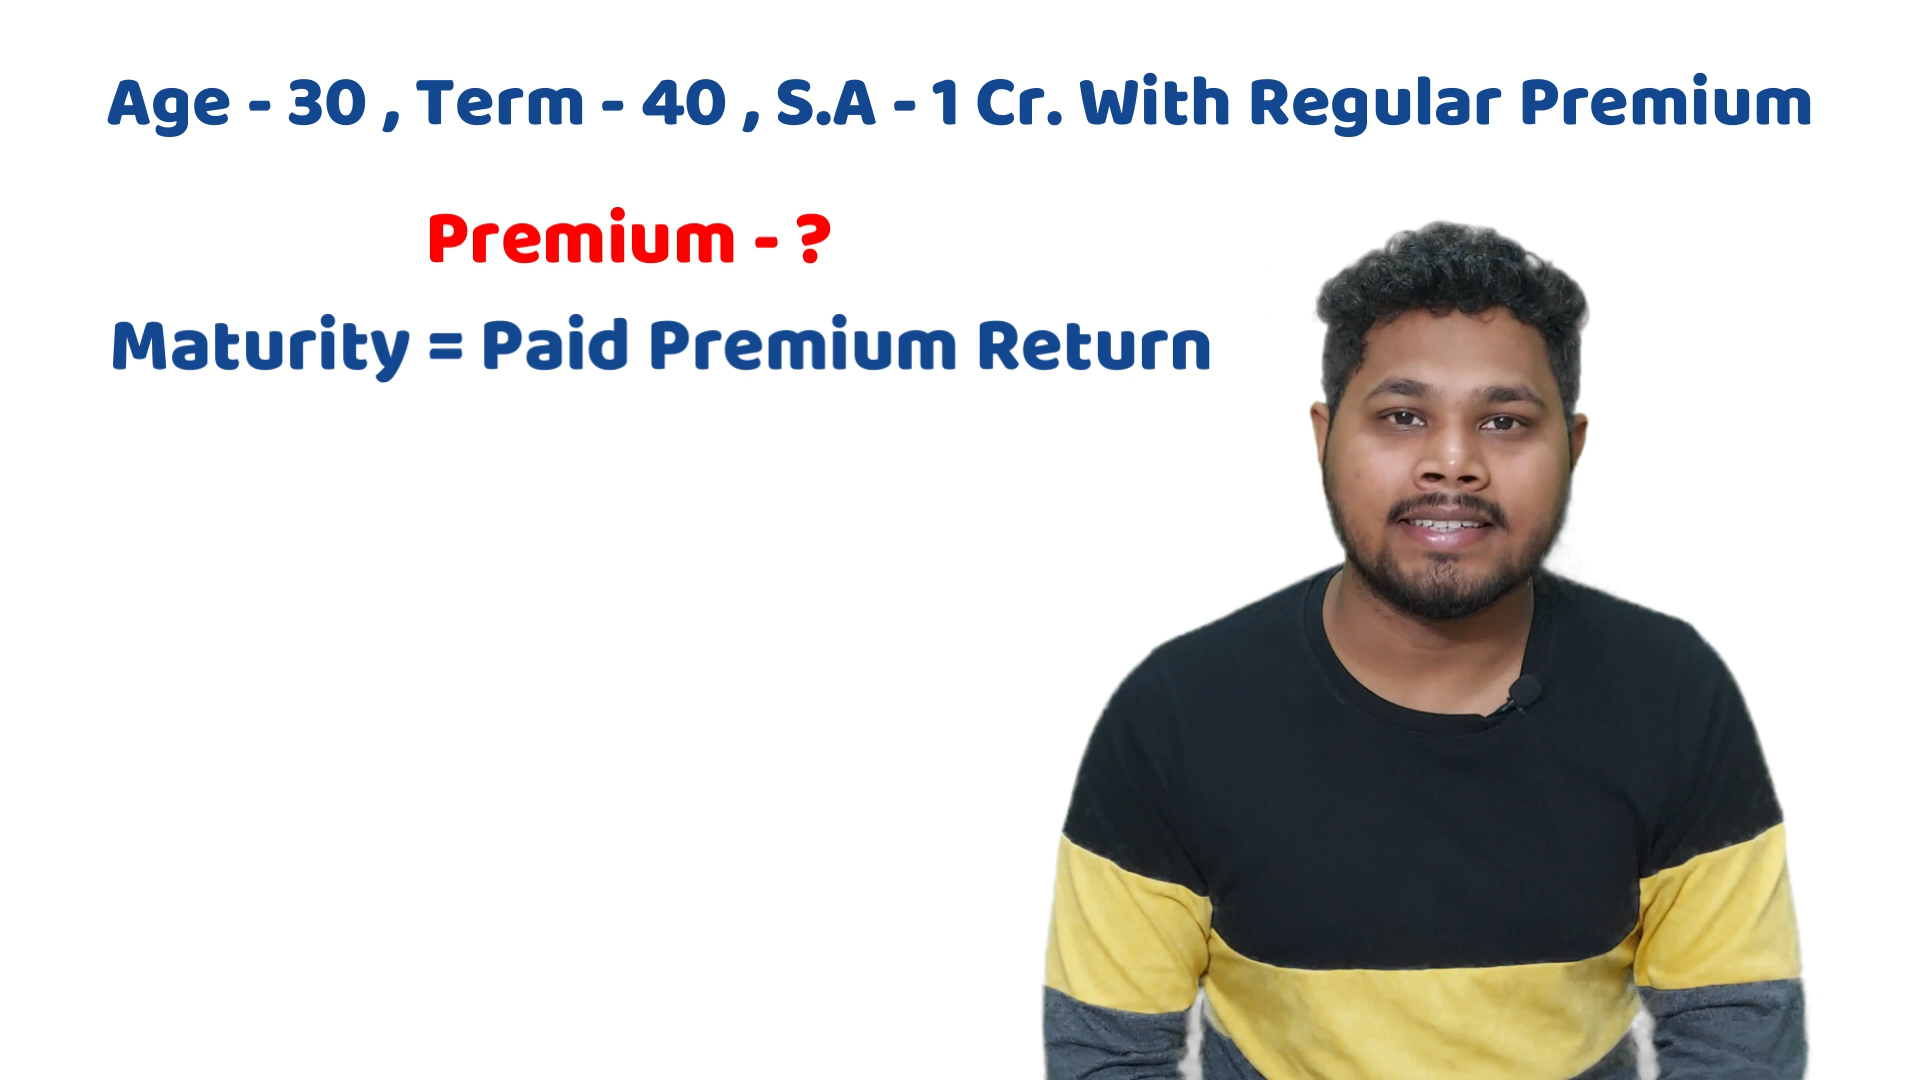 Age - 30 , Term - 40 , S.A - 1 Cr. With Regular Premium
Premium - ?
Maturity = Paid Premium Return